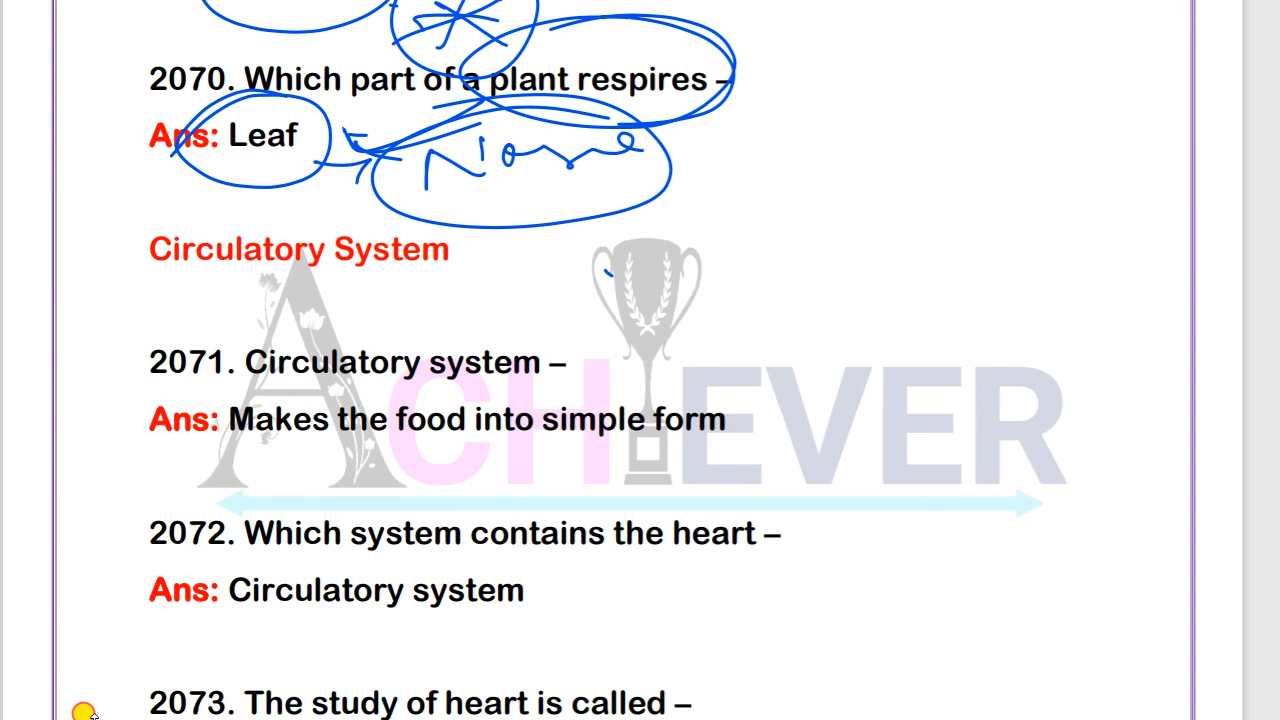 2070. Which part of a plant respires –
Ans: Leaf
Circulatory System
ACHIEVER
2071. Circulatory system –
Ans: Makes the food into simple form
2072. Which system contains the heart –
Ans: Circulatory system
2073. The study of heart is called –